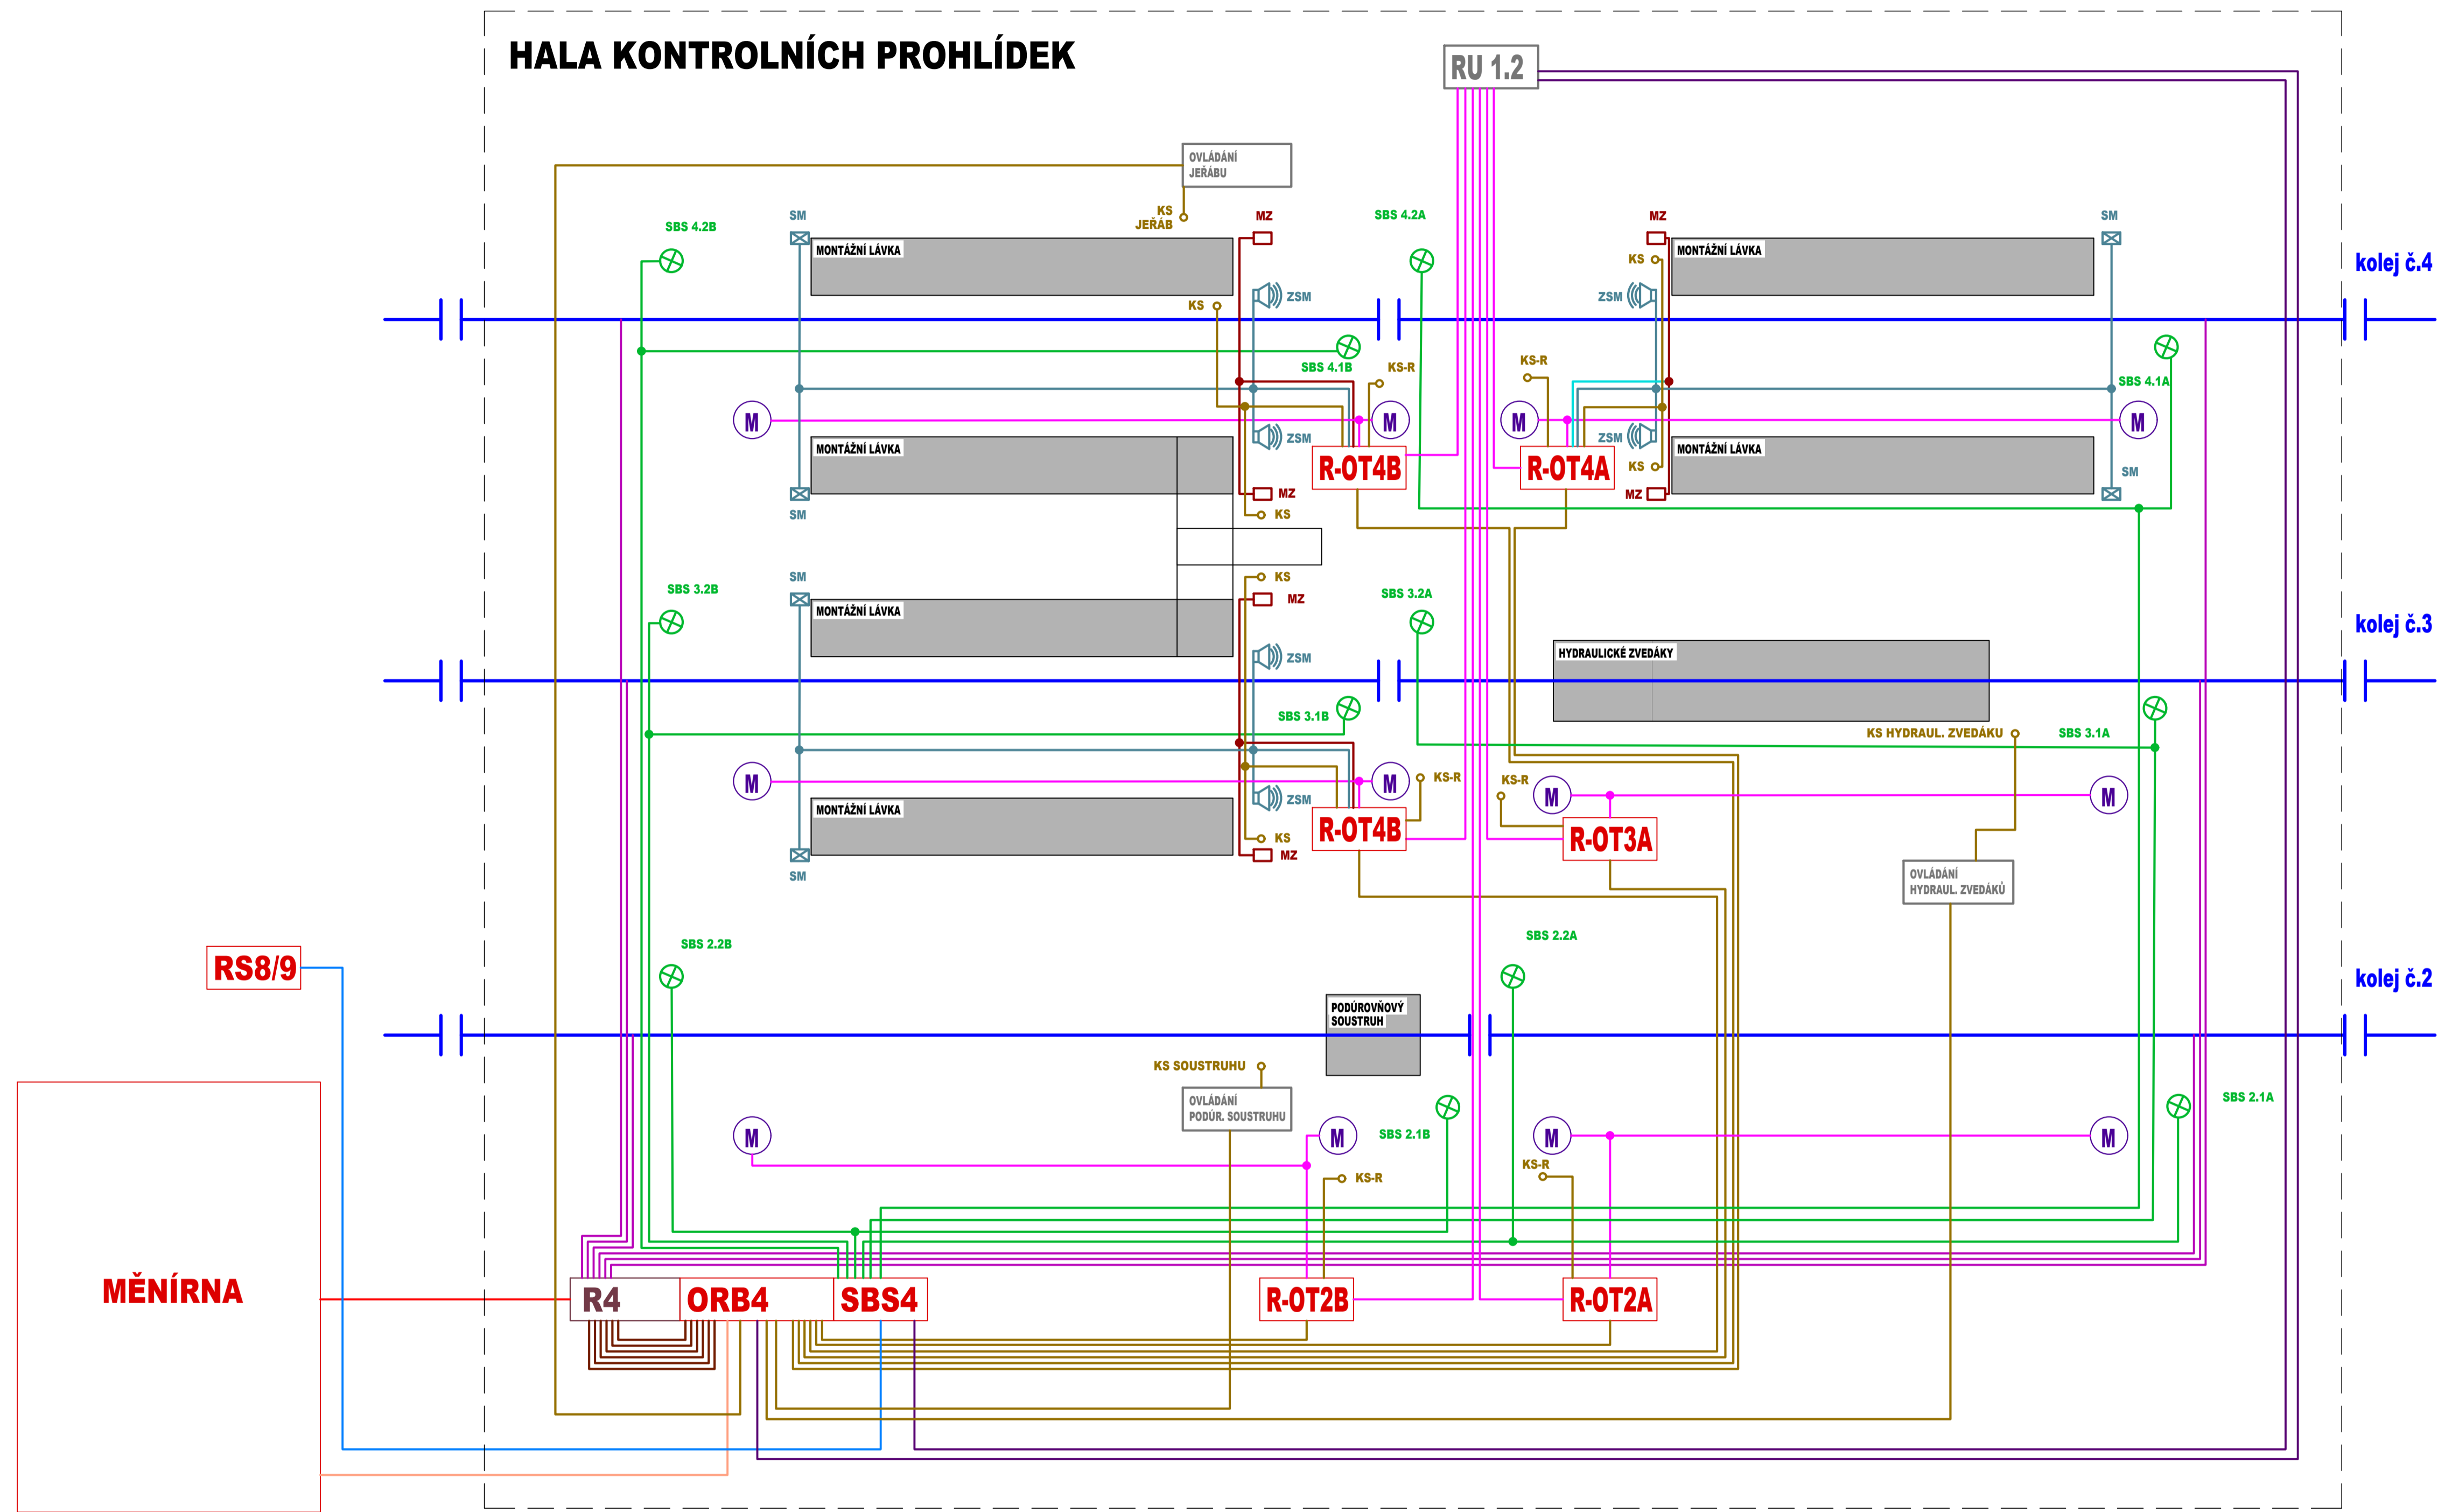 HALA KONTROLNÍCH PROHLÍDEK
RU 1.2
OVLÁDÁNÍ
JEŘÁBU
KS
JEŘÁB
SBS 4.2B
SM
MZ
SBS 4.2A
MZ
SM
MONTÁŽNÍ LÁVKA
MONTÁŽNÍ LÁVKA
KS
kolej č.4
ZSM
ZSM
KS
SBS 4.1B
KS-R
KS-R
SBS 4.1A
M
M
M
M
MONTÁŽNÍ LÁVKA
ZSM
ZSM
MONTÁŽNÍ LÁVKA
R-OT4B
R-OT4A
KS
SM
MZ
MZ
SM
KS
SM
KS
SBS 3.2B
MZ
SBS 3.2A
MONTÁŽNÍ LÁVKA
kolej č.3
ZSM
HYDRAULICKÉ ZVEDÁKY
SBS 3.1B
KS HYDRAUL. ZVEDÁKU
SBS 3.1A
M
M
KS-R
KS-R
M
M
MONTÁŽNÍ LÁVKA
ZSM
R-OT4B
R-OT3A
KS
MZ
SM
OVLÁDÁNÍ
HYDRAUL. ZVEDÁKŮ
SBS 2.2B
SBS 2.2A
RS8/9
kolej č.2
PODÚROVŇOVÝ
SOUSTRUH
KS SOUSTRUHU
OVLÁDÁNÍ
PODÚR. SOUSTRUHU
SBS 2.1A
M
M
SBS 2.1B
M
M
KS-R
KS-R
MĚNÍRNA
R4
ORB4
SBS4
R-OT2B
R-OT2A